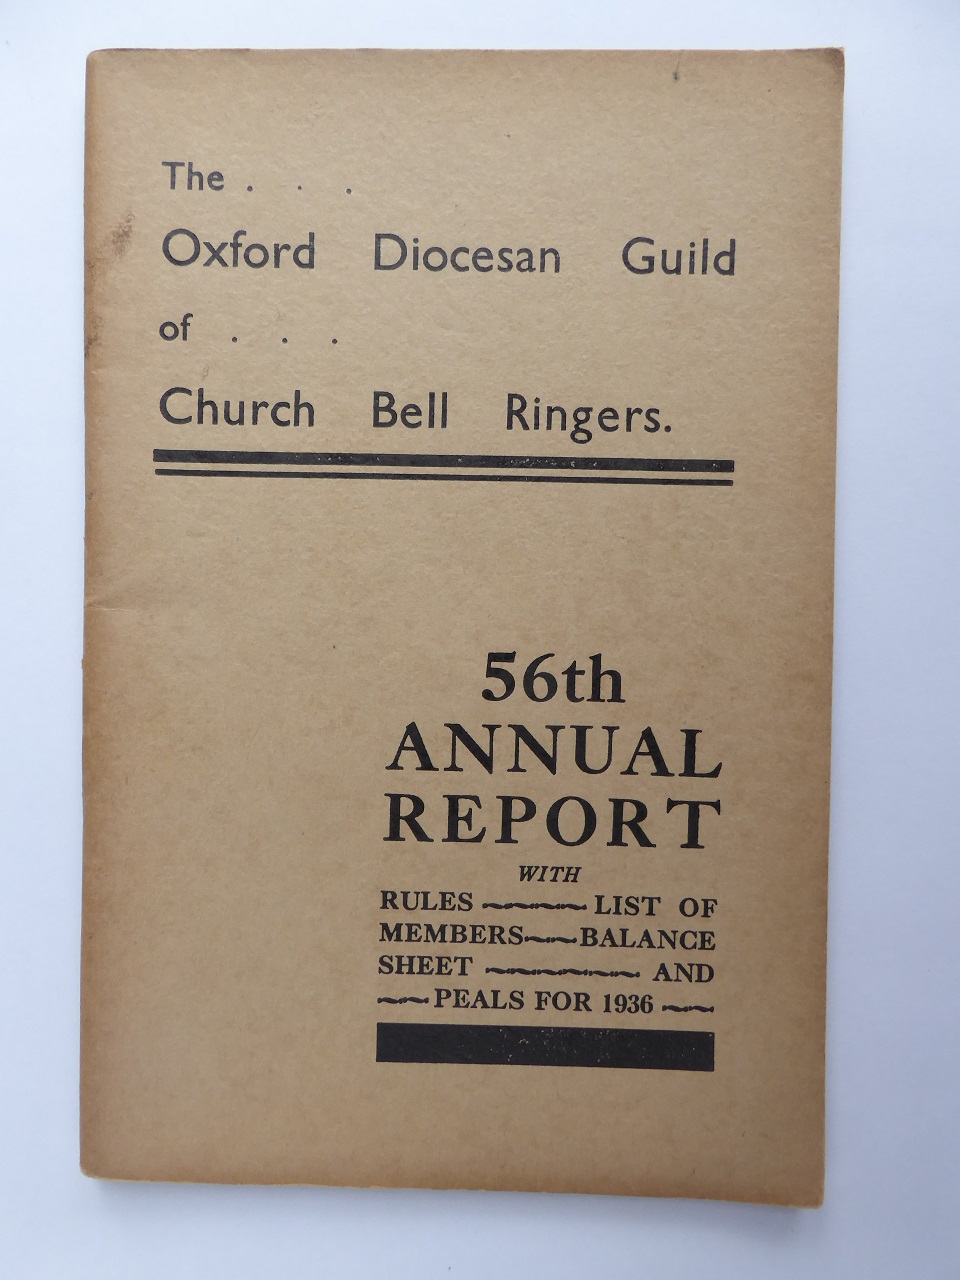 The . . .
Oxford Diocesan Guild
of . . .
Church Bell Ringers.
56th
ANNUAL
REPORT
WITH
RULES LIST OF
MEMBERS BALANCE
SHEET AND
PEALS FOR 1936